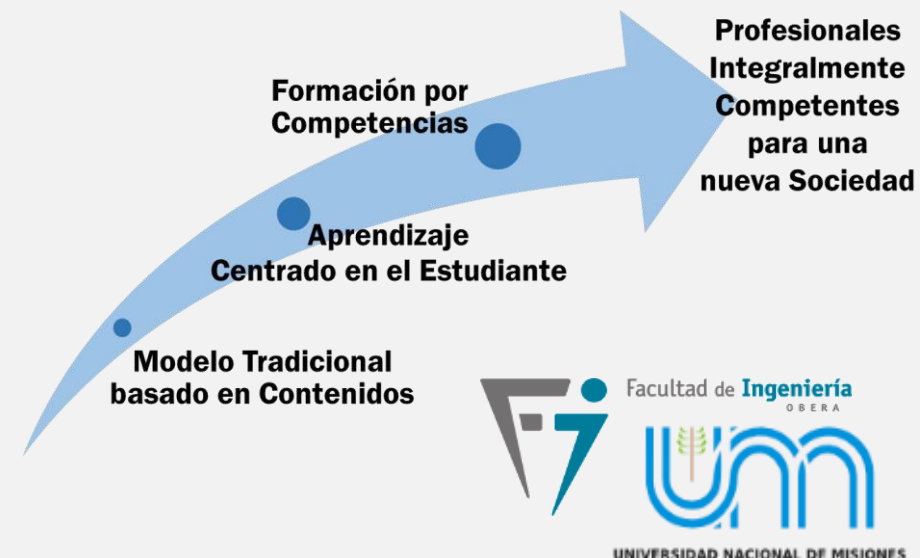 Profesionales
Integralmente
Competentes
para una
nueva Sociedad
Formación por
Competencias
Aprendizaje
Centrado en el Estudiante
Modelo Tradicional
basado en Contenidos
Facultad de Ingeniería
OBERA
UNIVERSIDAD NACIONAL DE MISIONES